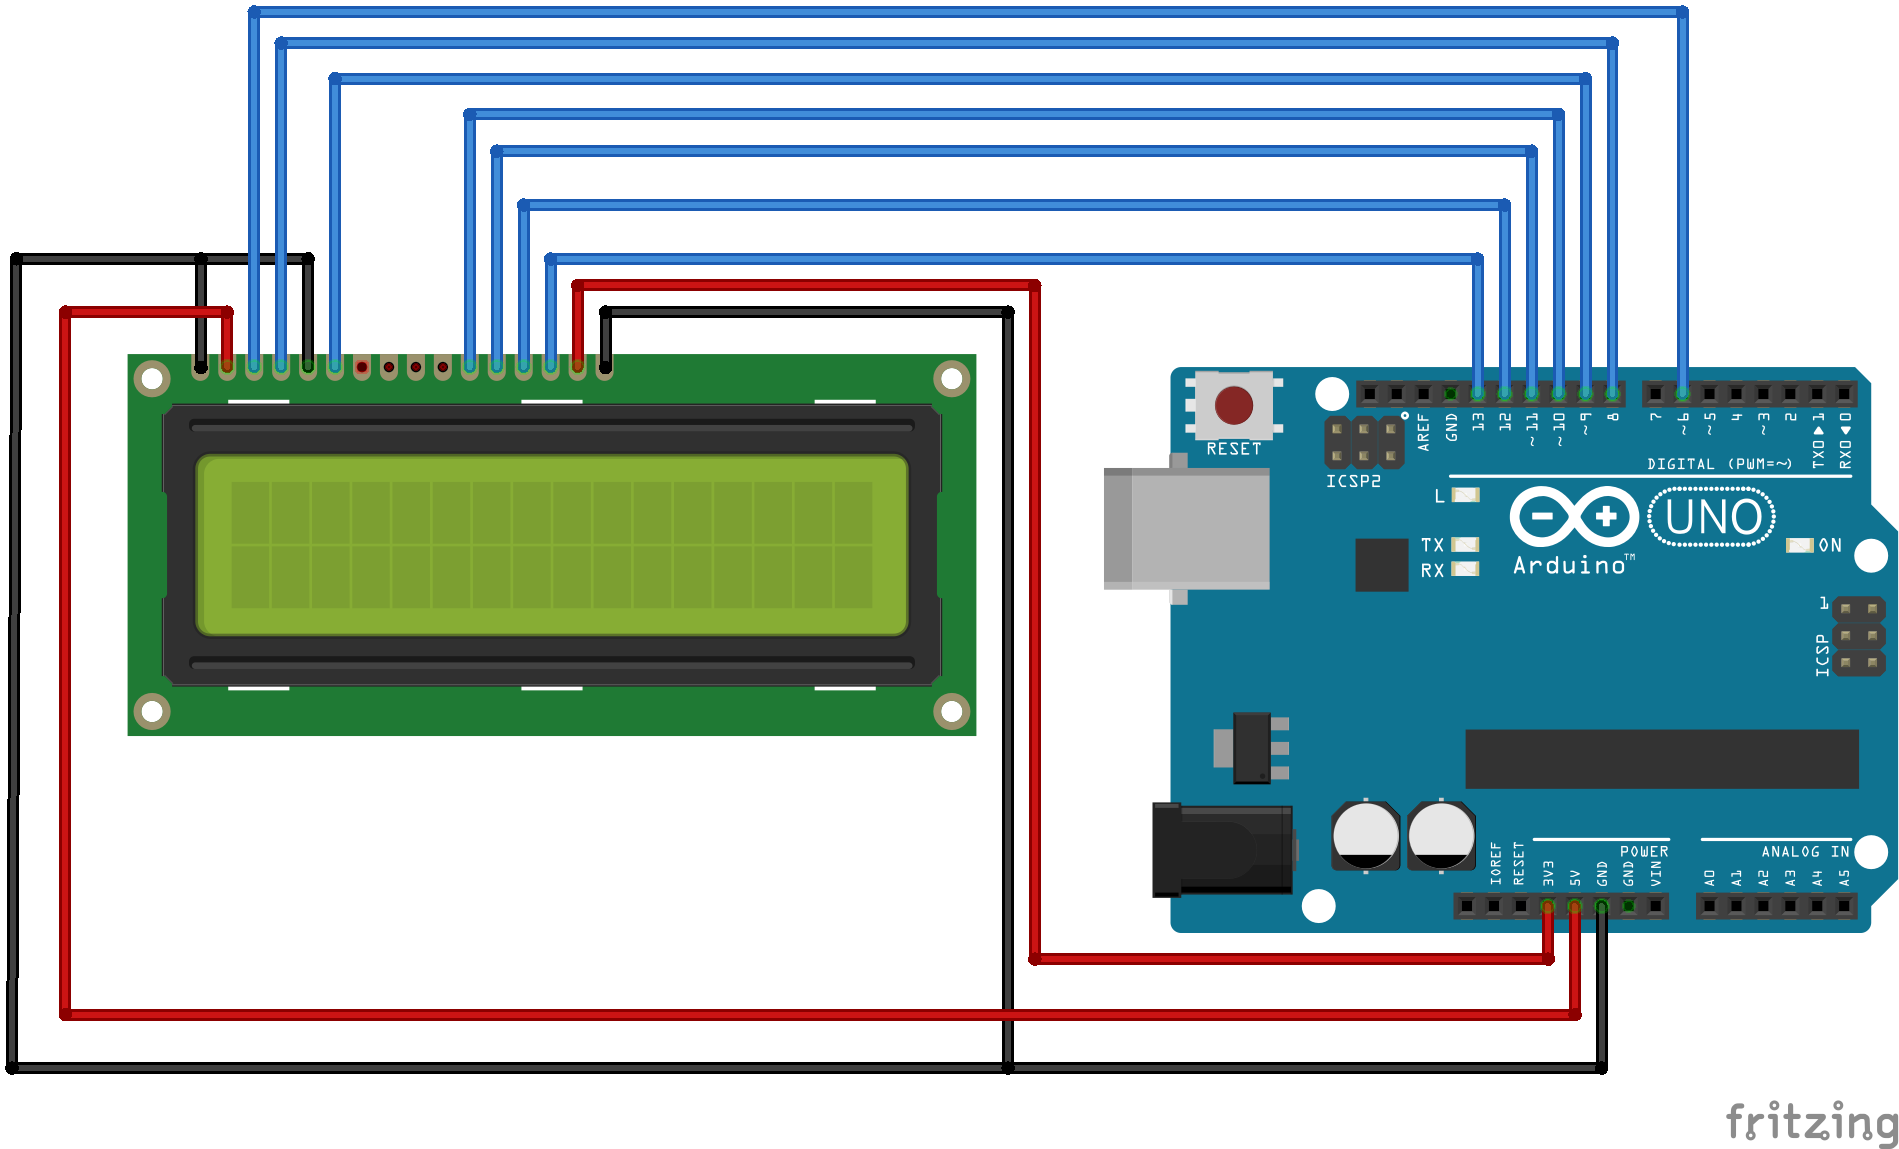 RESET
ICSP2
AREF
GND
13
12
~11
~10
~9
8
7
~6
~5
4
~3
2
TX0▶1
RX0◀0
DIGITAL (PWM=~)
L
TX
RX
UNO
Arduino™
ON
1
ICSP
IOREF
RESET
3V3
5V
GND
GND
VIN
POWER
ANALOG IN
A0
A1
A2
A3
A4
A5
fritzing